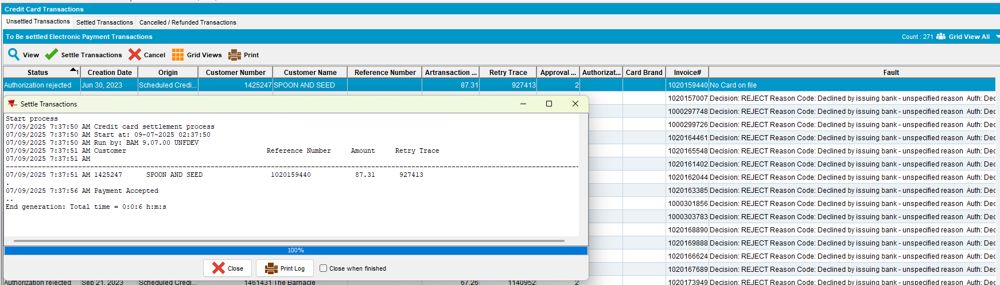 Credit Card Transactions
Unsettled Transactions Settled Transactions Cancelled / Refunded Transactions
To Be settled Electronic Payment Transactions Count : 271 Grid View All
View Settle Transactions Cancel Grid Views Print
Status 1 Creation Date Origin Customer Number Customer Name Reference Number Artransaction ... Retry Trace Approval ... Authorizat... Card Brand Invoice# Fault
Authorization rejected Jun 30, 2023 Scheduled Credi... 1425247 SPOON AND SEED 87.31 927413 2 1020159440 No Card on file
1020157007 Decision: REJECT Reason Code: Declined by issuing bank - unspecified reason Auth: Dec
1000297748 Decision: REJECT Reason Code: Declined by issuing bank - unspecified reason Auth: Dec
1000299726 Decision: REJECT Reason Code: Declined by issuing bank - unspecified reason Auth: Dec
1020164461 Decision: REJECT Reason Code: Declined by issuing bank - unspecified reason Auth: Dec
1020165548 Decision: REJECT Reason Code: Declined by issuing bank - unspecified reason Auth: Dec
1020161402 Decision: REJECT Reason Code: Declined by issuing bank - unspecified reason Auth: Dec
1020162044 Decision: REJECT Reason Code: Declined by issuing bank - unspecified reason Auth: Dec
1020163385 Decision: REJECT Reason Code: Declined by issuing bank - unspecified reason Auth: Dec
1000301856 Decision: REJECT Reason Code: Declined by issuing bank - unspecified reason Auth: Dec
1000303783 Decision: REJECT Reason Code: Declined by issuing bank - unspecified reason Auth: Dec
1020168890 Decision: REJECT Reason Code: Declined by issuing bank - unspecified reason Auth: Dec
1020169888 Decision: REJECT Reason Code: Declined by issuing bank - unspecified reason Auth: Dec
1020166624 Decision: REJECT Reason Code: Declined by issuing bank - unspecified reason Auth: Dec
1020167689 Decision: REJECT Reason Code: Declined by issuing bank - unspecified reason Auth: Dec
Authorization rejected Sep 21, 2023 Scheduled Credi... 1461431 The Barnacle 67.26 1140952 2 1020173949 Decision: REJECT Reason Code: Declined by issuing bank - unspecified reason Auth: Dec
Settle Transactions
Start process
07/09/2025 7:37:50 AM Credit card settlement process
07/09/2025 7:37:50 AM Start at: 09-07-2025 02:37:50
07/09/2025 7:37:50 AM Run by: BAM 9.07.00 UNFDEV
07/09/2025 7:37:51 AM Customer Reference Number Amount Retry Trace
07/09/2025 7:37:51 AM
07/09/2025 7:37:51 AM 1425247 SPOON AND SEED 1020159440 87.31 927413
.
07/09/2025 7:37:56 AM Payment Accepted
..
End generation: Total time = 0:0:6 h:m:s
100%
Close Print Log Close when finished